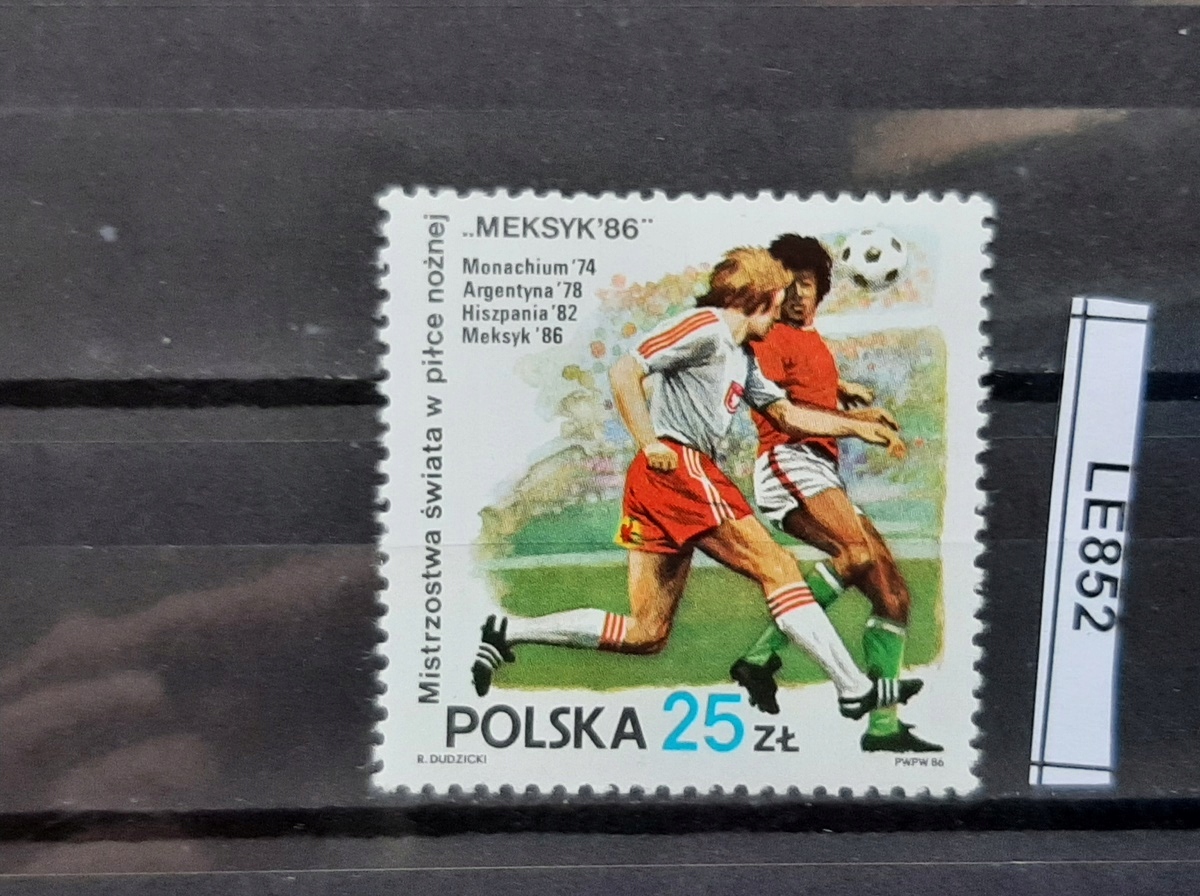 Mistrzostwa świata w piłce nożnej
„MEKSYK'86”
Monachium '74
Argentyna '78
Hiszpania '82
Meksyk '86
POLSKA 25 ZŁ
R. DUDZICKI
PWPW 86
LE852